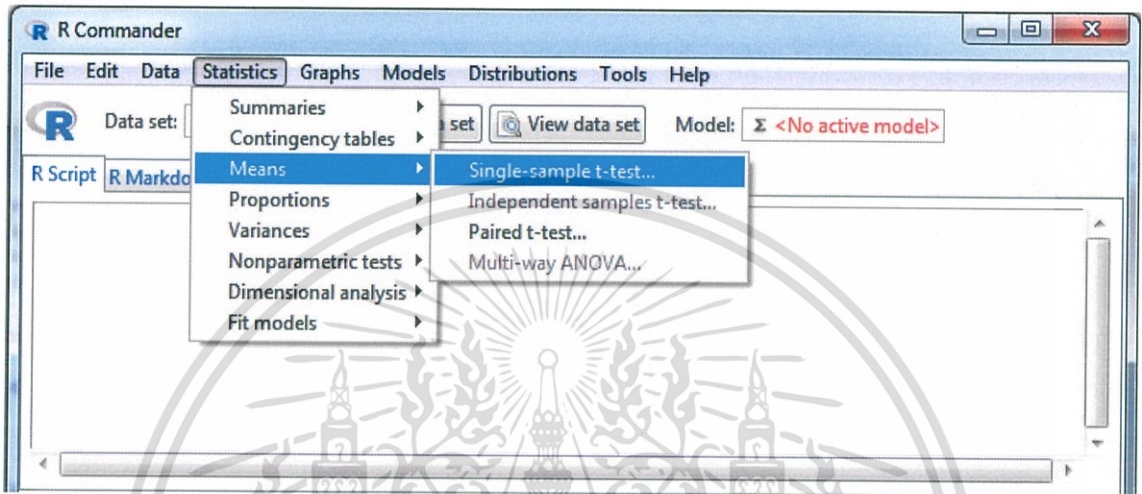 R R Commander
File Edit Data Statistics Graphs Models Distributions Tools Help
R Data set: set View data set Model: Σ <No active model>
R Script R Markdo
Summaries
Contingency tables
Means
Proportions
Variances
Nonparametric tests
Dimensional analysis
Fit models
Single-sample t-test...
Independent samples t-test...
Paired t-test...
Multi-way ANOVA...